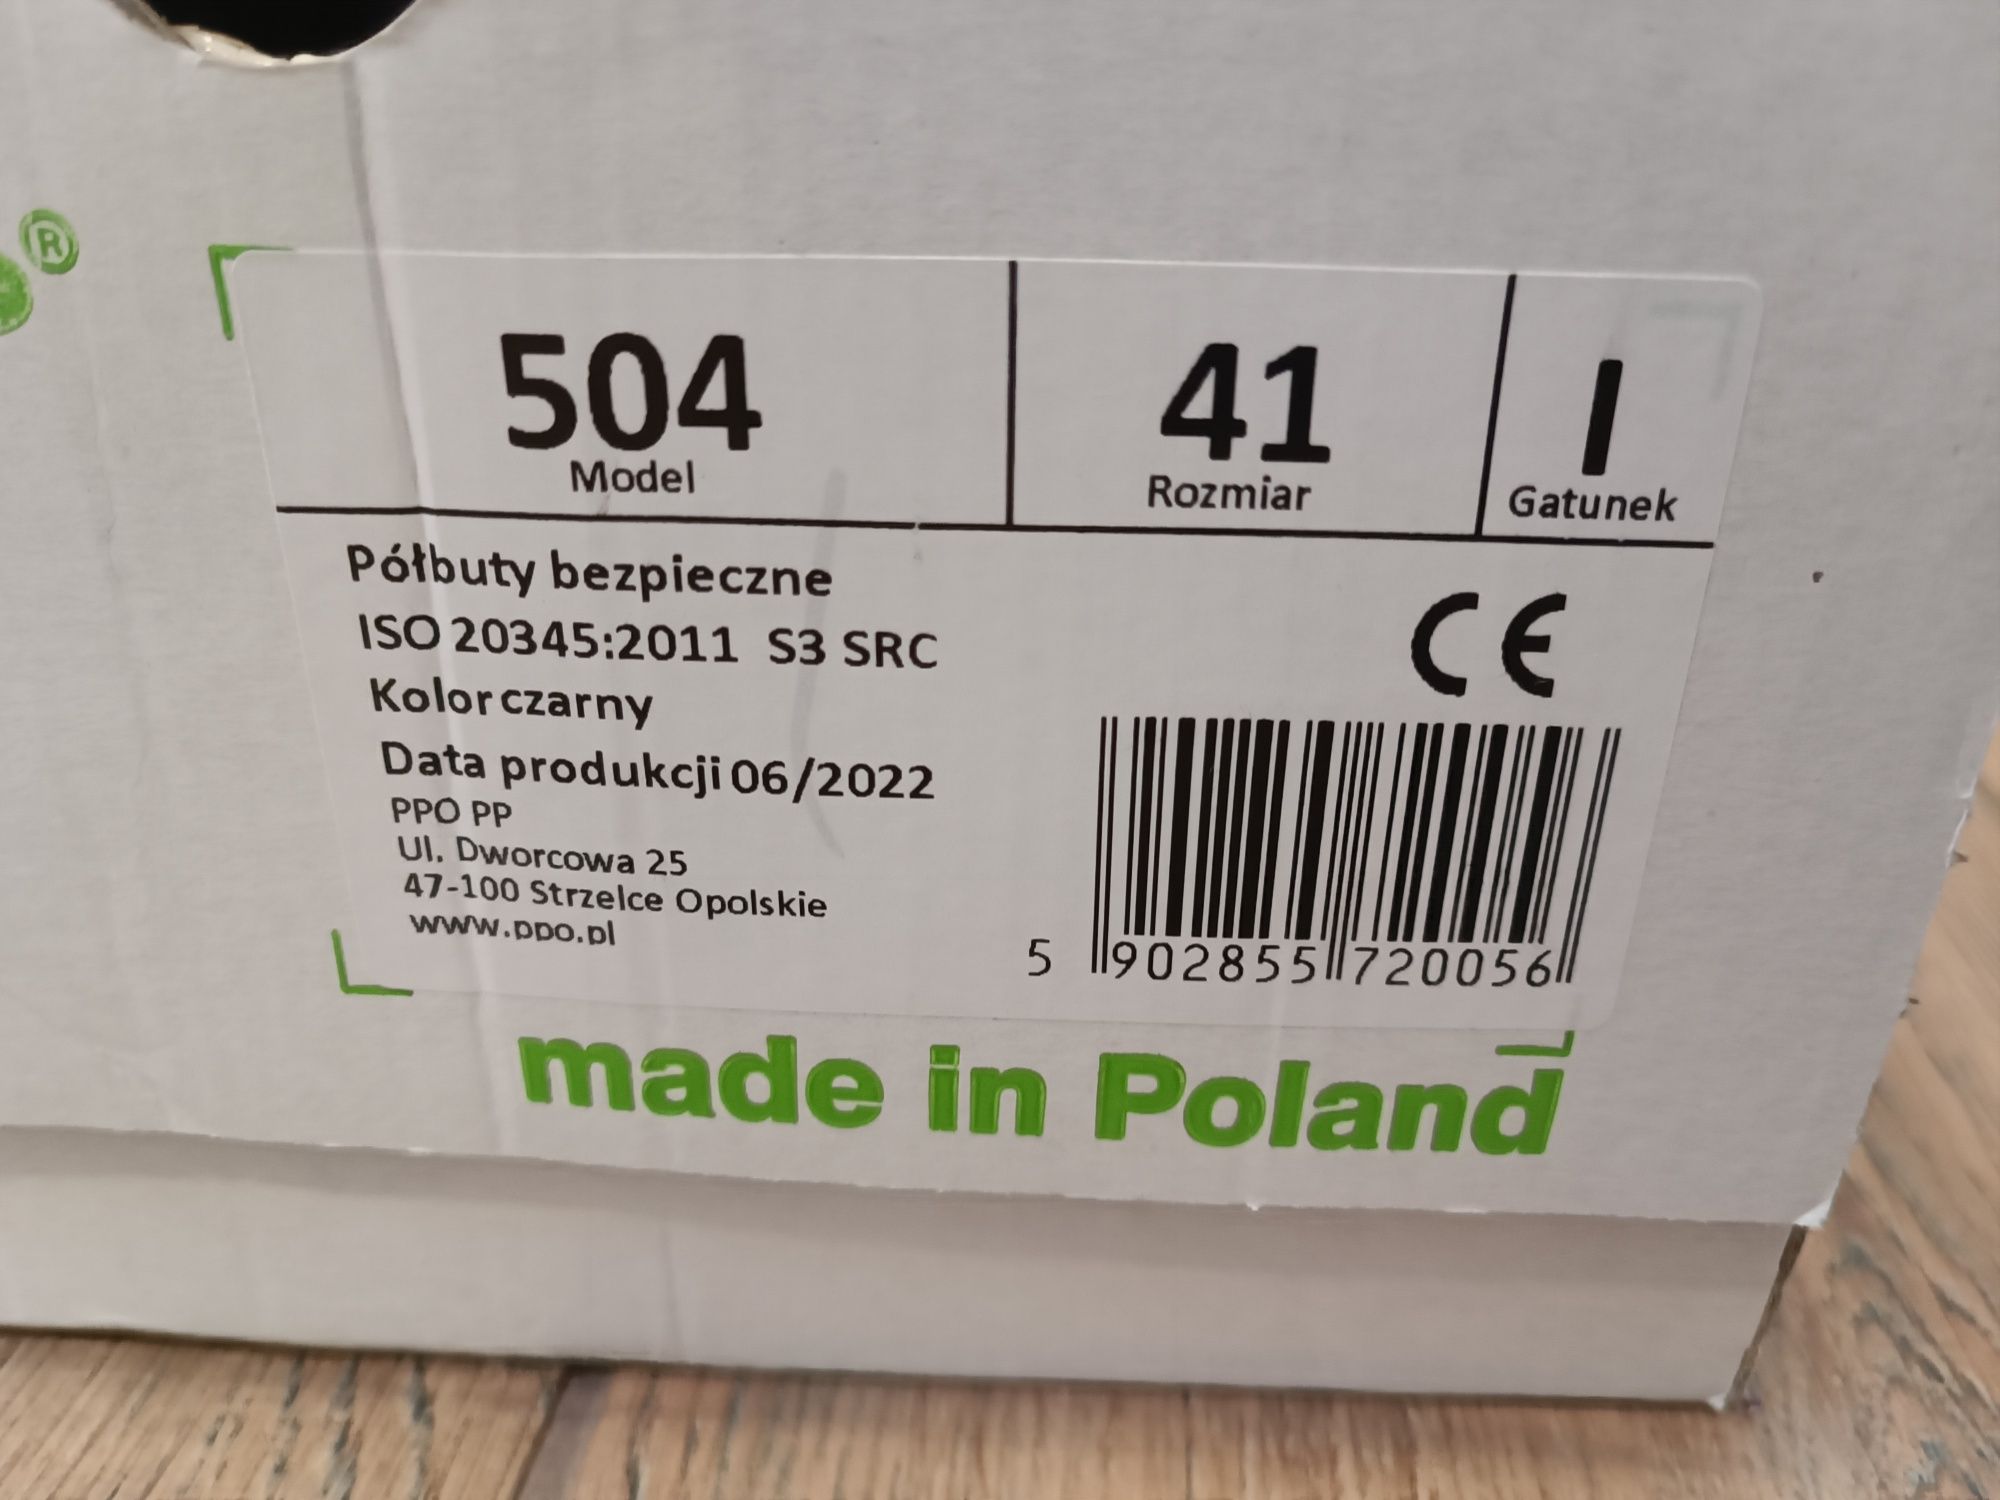 ®
504 41 I
Model Rozmiar Gatunek
Półbuty bezpieczne
ISO 20345:2011 S3 SRC
Kolor czarny
Data produkcji 06/2022
PPO PP
Ul. Dworcowa 25
47-100 Strzelce Opolskie
www.ppo.pl
CE
5 902855 720056
made in Poland